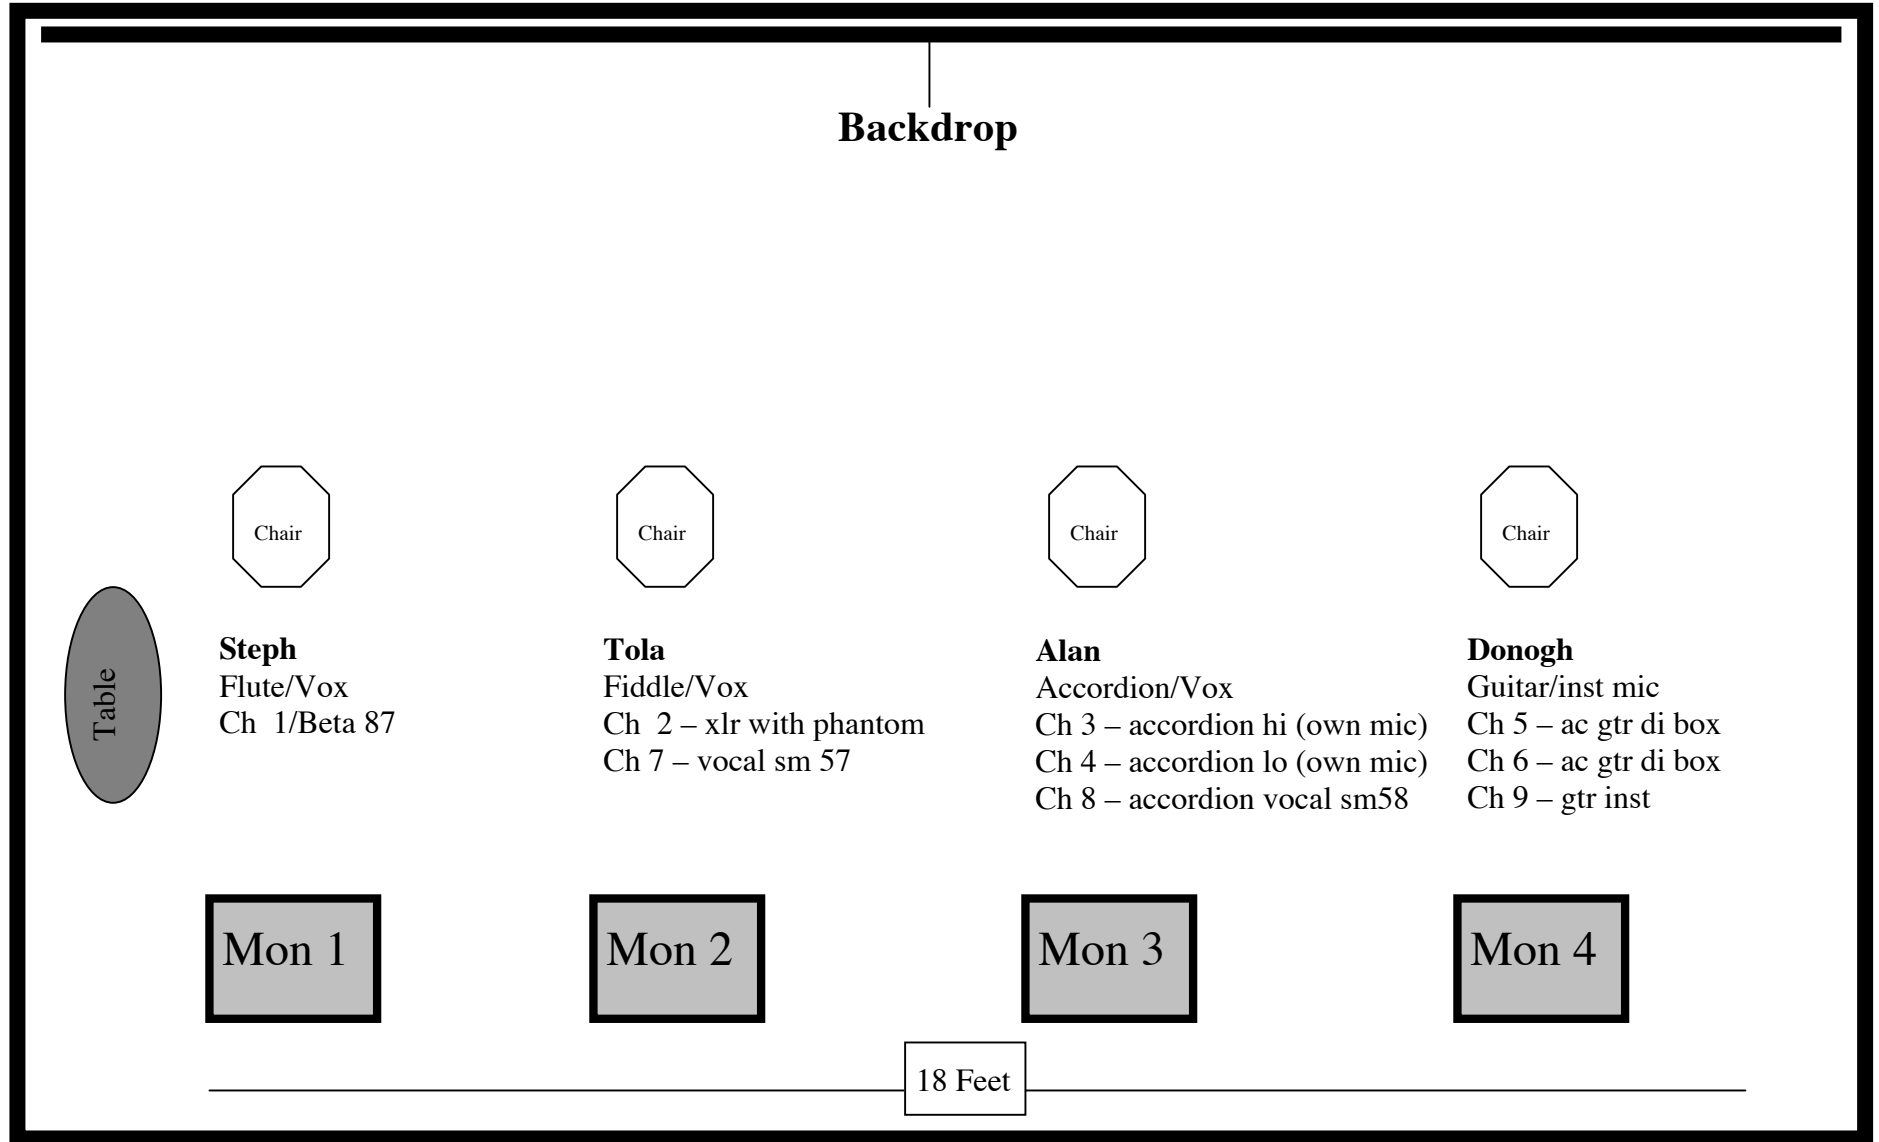 Backdrop
Chair
Chair
Chair
Chair
Table
Steph
Flute/Vox
Ch  1/Beta 87
Tola
Fiddle/Vox
Ch  2 – xlr with phantom
Ch 7 – vocal sm 57
Alan
Accordion/Vox
Ch 3 – accordion hi (own mic)
Ch 4 – accordion lo (own mic)
Ch 8 – accordion vocal sm58
Donogh
Guitar/inst mic
Ch 5 – ac gtr di box
Ch 6 – ac gtr di box
Ch 9 – gtr inst
Mon 1
Mon 2
Mon 3
Mon 4
18 Feet